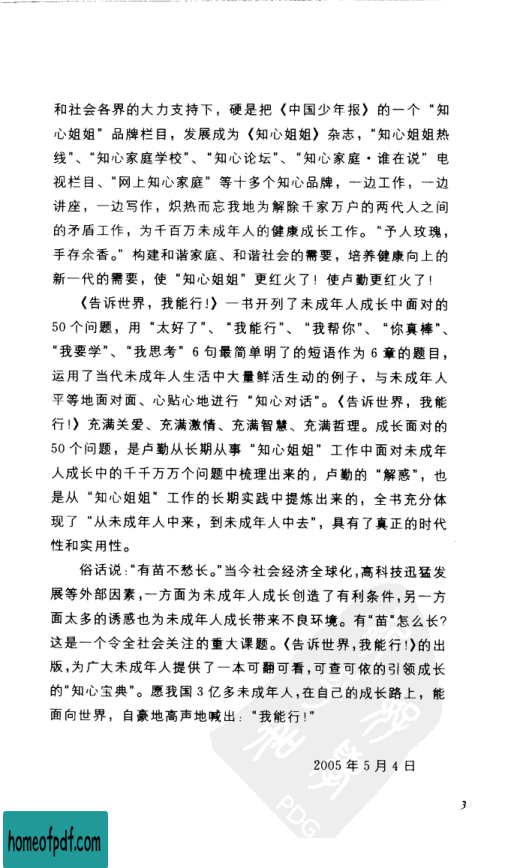 和社会各界的大力支持下，硬是把《中国少年报》的一个“知
心姐姐”品牌栏目，发展成为《知心姐姐》杂志，“知心姐姐热
线”、“知心家庭学校”、“知心论坛”、“知心家庭·谁在说”电
视栏目、“网上知心家庭”等十多个知心品牌，一边工作，一边
讲座，一边写作，炽热而忘我地为解除千家万户的两代人之间
的矛盾工作，为千百万未成年人的健康成长工作。“予人玫瑰，
手存余香。”构建和谐家庭、和谐社会的需要，培养健康向上的
新一代的需要，使“知心姐姐”更红火了！使卢勤更红火了！
《告诉世界，我能行!》一书开列了未成年人成长中面对的
50个问题，用“太好了”、“我能行”、“我帮你”、“你真棒”、
“我要学”、“我思考”6句最简单明了的短语作为6章的题目，
运用了当代未成年人生活中大量鲜活生动的例子，与未成年人
平等地面对面、心贴心地进行“知心对话”。《告诉世界，我能
行!》充满关爱、充满激情、充满智慧、充满哲理。成长面对的
50个问题，是卢勤从长期从事“知心姐姐”工作中面对未成年
人成长中的千千万万个问题中梳理出来的，卢勤的“解惑”，也
是从“知心姐姐”工作的长期实践中提炼出来的，全书充分体
现了“从未成年人中来，到未成年人中去”，具有了真正的时代
性和实用性。
俗话说：“有苗不愁长。”当今社会经济全球化，高科技迅猛发
展等外部因素，一方面为未成年人成长创造了有利条件，另一方
面太多的诱惑也为未成年人成长带来不良环境。有“苗”怎么长？
这是一个令全社会关注的重大课题。《告诉世界，我能行!》的出
版，为广大未成年人提供了一本可翻可看，可查可依的引领成长
的“知心宝典”。愿我国3亿多未成年人，在自己的成长路上，能
面向世界，自豪地高声地喊出：“我能行!”
2005年5月4日
3
PDG
homeofpdf.com